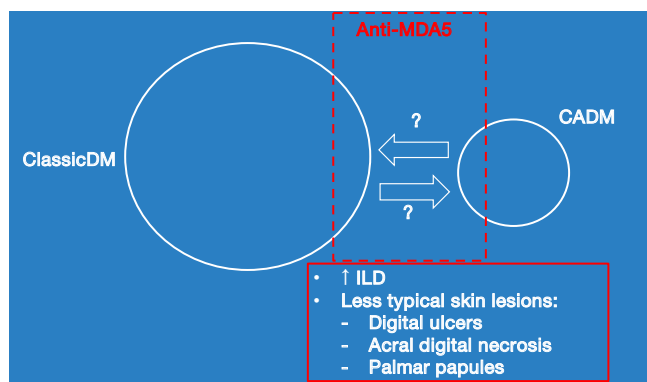 Anti-MDA5
?
CADM
ClassicDM
?
• ↑ ILD
• Less typical skin lesions:
- Digital ulcers
- Acral digital necrosis
- Palmar papules